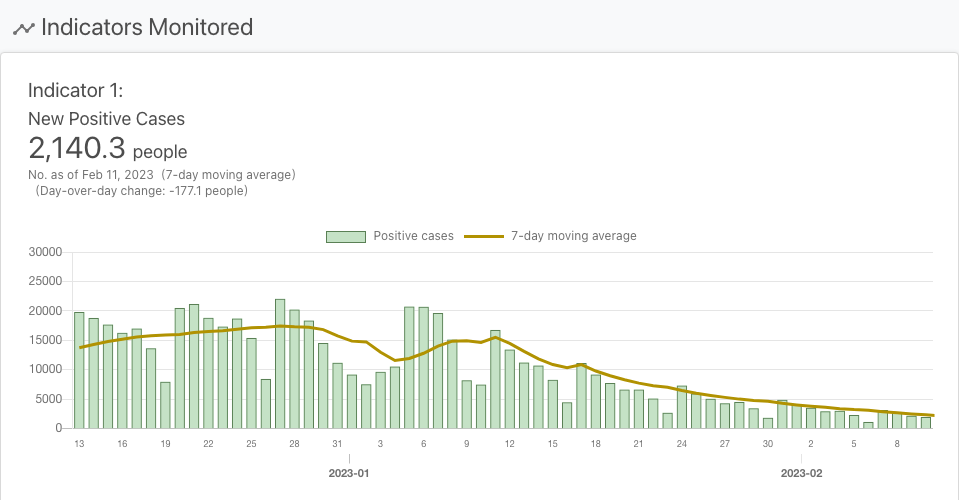 Indicators Monitored
Indicator 1:
New Positive Cases
2,140.3 people
No. as of Feb 11, 2023 (7-day moving average)
(Day-over-day change: -177.1 people)
Positive cases 7-day moving average
30000
25000
20000
15000
10000
5000
0
13 16 19 22 25 28 31 3 6 9 12 15 18 21 24 27 30 2 5 8
2023-01 2023-02